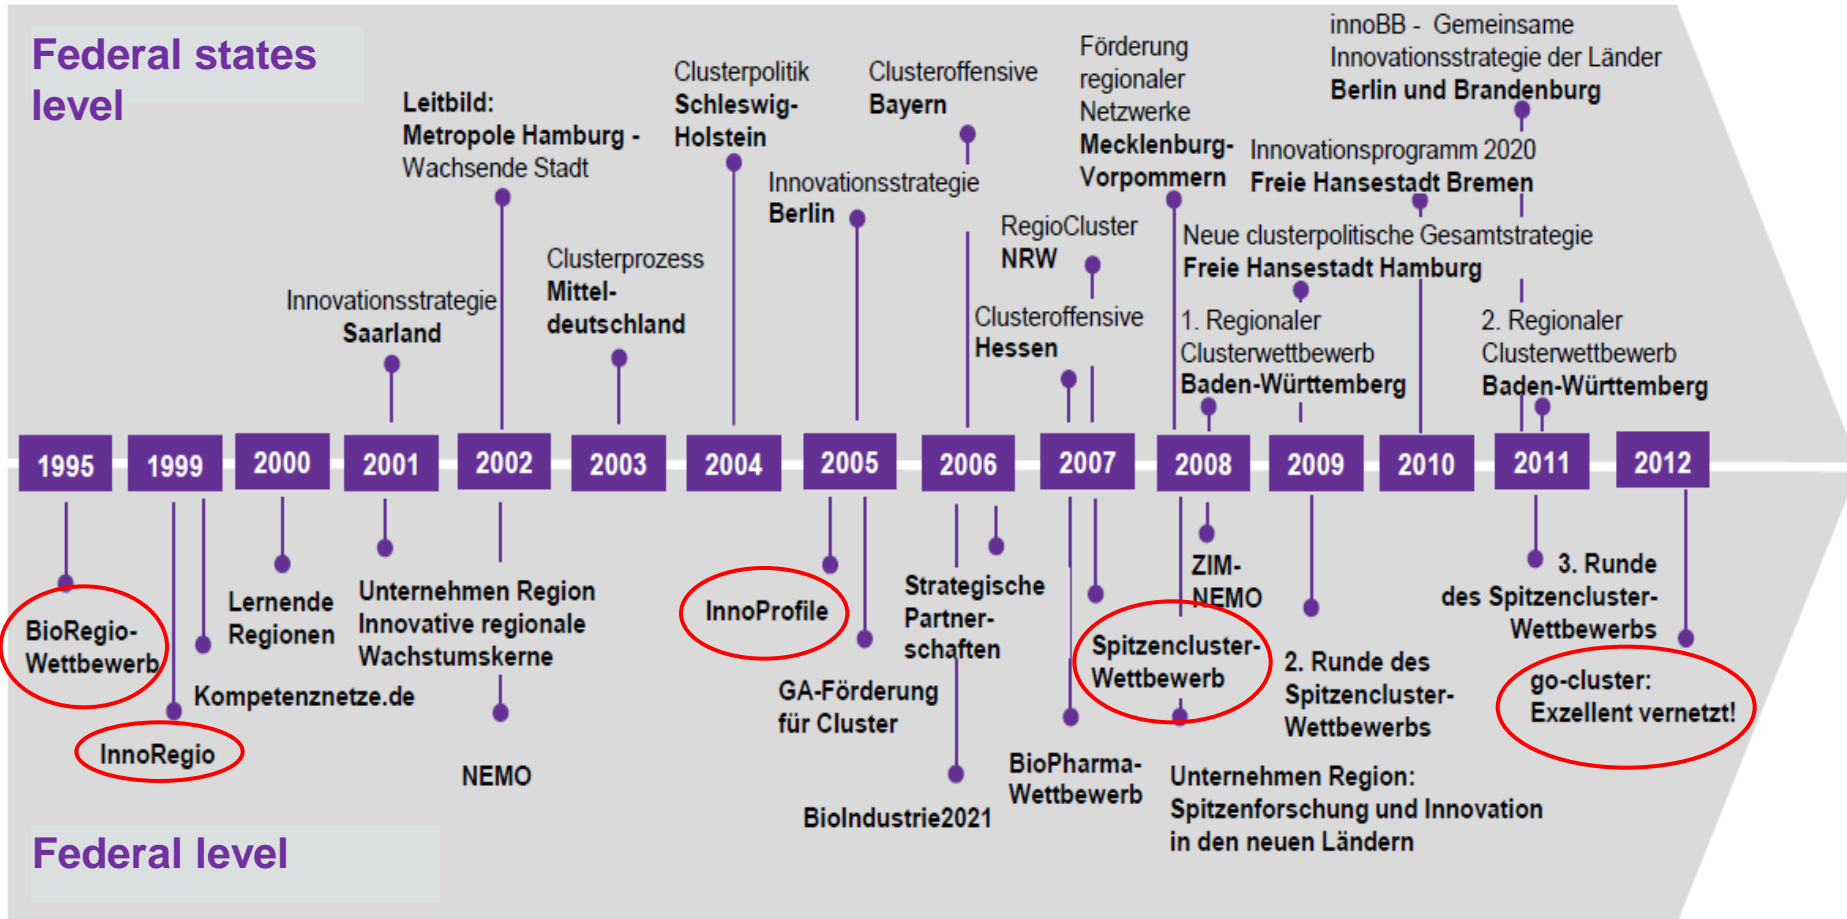 Federal states
level
Leitbild:
Metropole Hamburg -
Wachsende Stadt
Clusterpolitik
Schleswig-
Holstein
Clusteroffensive
Bayern
Förderung
regionaler
Netzwerke
Mecklenburg-
Vorpommern
innoBB - Gemeinsame
Innovationsstrategie der Länder
Berlin und Brandenburg
Innovationsprogramm 2020
Freie Hansestadt Bremen
Innovationsstrategie
Berlin
RegioCluster
NRW
Neue clusterpolitische Gesamtstrategie
Freie Hansestadt Hamburg
Innovationsstrategie
Saarland
Clusterprozess
Mittel-
deutschland
Clusteroffensive
Hessen
1. Regionaler
Clusterwettbewerb
Baden-Württemberg
2. Regionaler
Clusterwettbewerb
Baden-Württemberg
1995
1999
2000
2001
2002
2003
2004
2005
2006
2007
2008
2009
2010
2011
2012
BioRegio-
Wettbewerb
InnoRegio
Kompetenznetze.de
Lernende
Regionen
Unternehmen Region
Innovative regionale
Wachstumskerne
NEMO
InnoProfile
GA-Förderung
für Cluster
Strategische
Partner-
schaften
BioIndustrie2021
BioPharma-
Wettbewerb
Spitzencluster-
Wettbewerb
ZIM-
NEMO
Unternehmen Region:
Spitzenforschung und Innovation
in den neuen Ländern
2. Runde des
Spitzencluster-
Wettbewerbs
3. Runde
des Spitzencluster-
Wettbewerbs
go-cluster:
Exzellent vernetzt!
Federal level